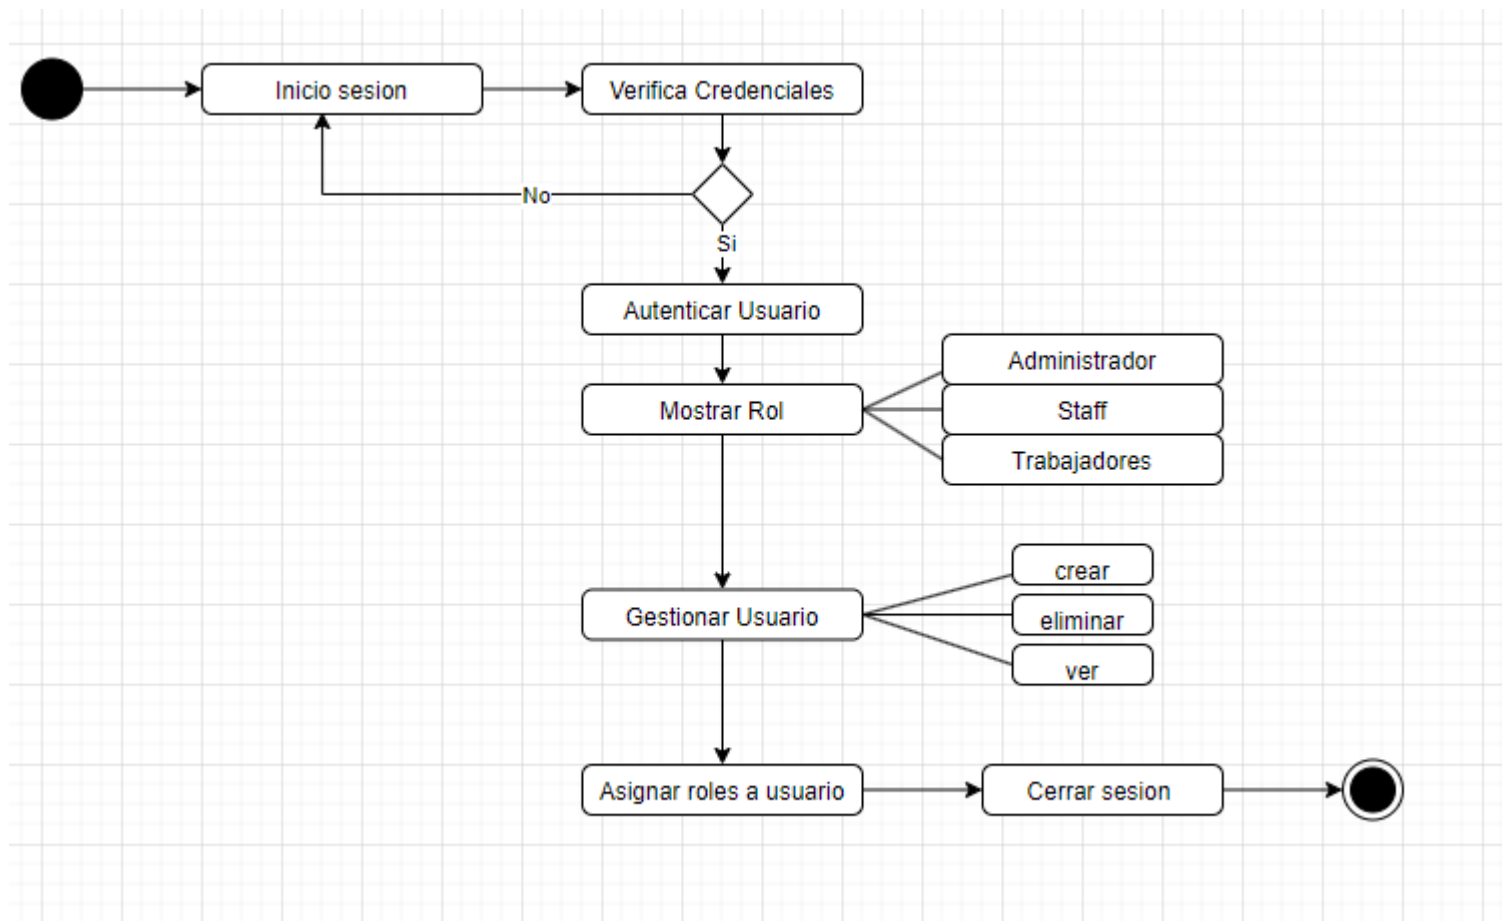 Inicio sesion
Verifica Credenciales
No
Si
Autenticar Usuario
Administrador
Mostrar Rol
Staff
Trabajadores
crear
Gestionar Usuario
eliminar
ver
Asignar roles a usuario
Cerrar sesion